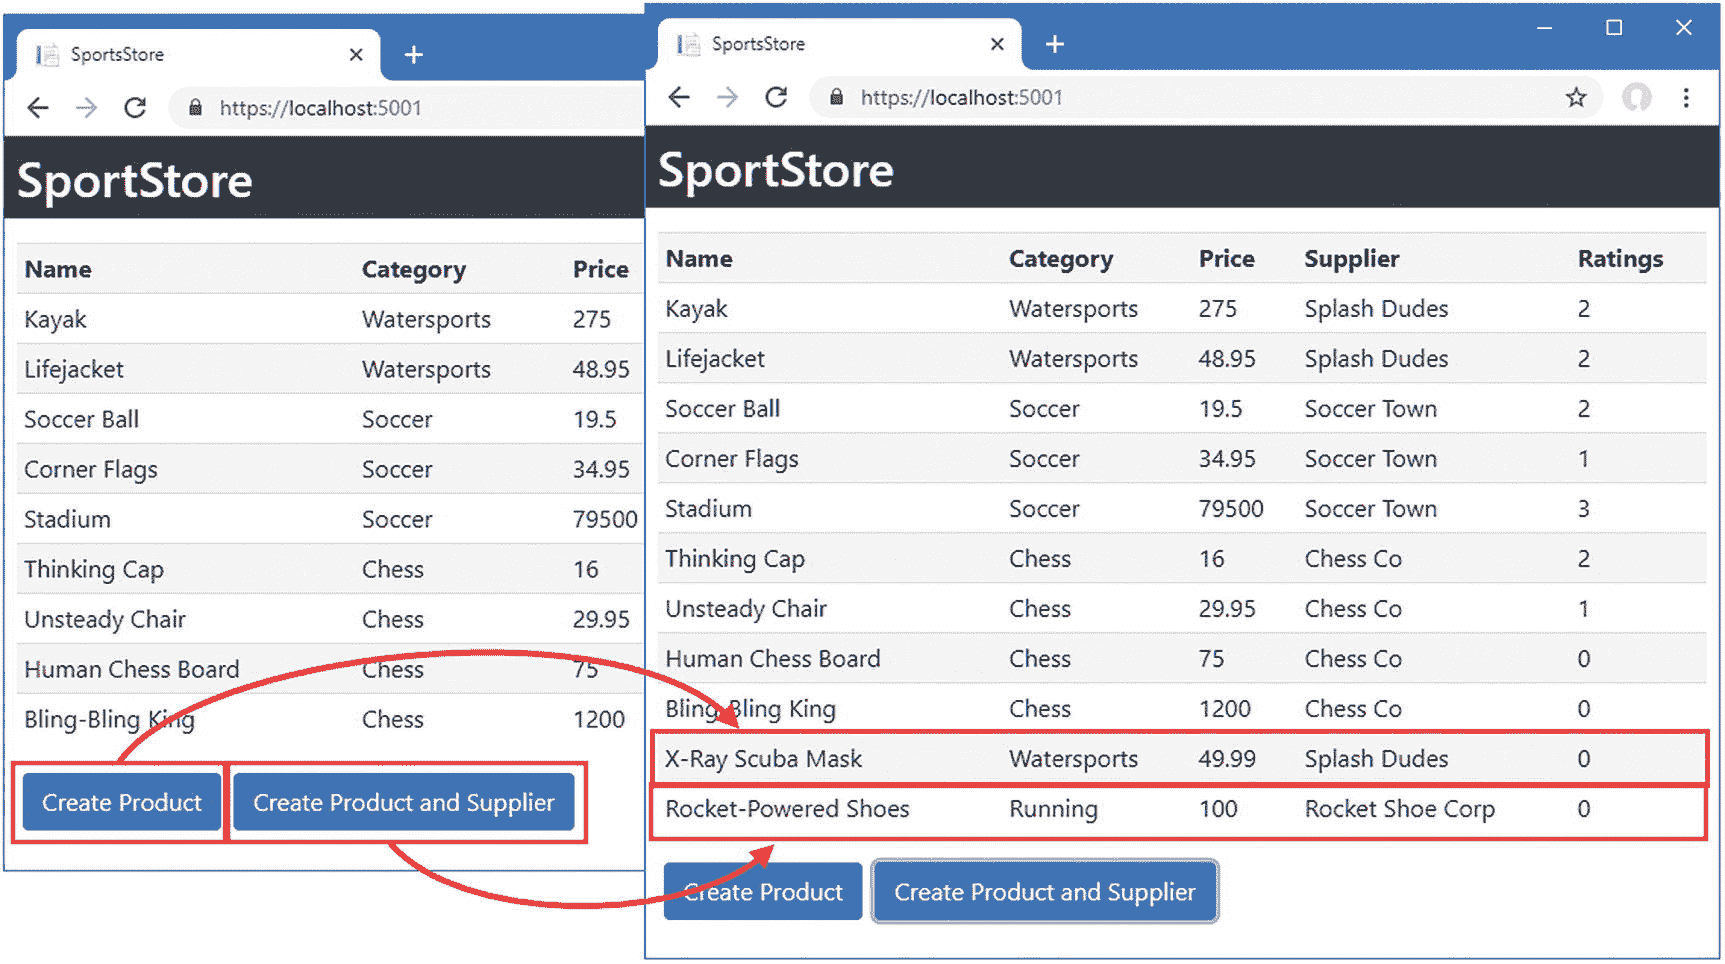 SportsStore
https://localhost:5001
SportStore
Name Category Price
Kayak Watersports 275
Lifejacket Watersports 48.95
Soccer Ball Soccer 19.5
Corner Flags Soccer 34.95
Stadium Soccer 79500
Thinking Cap Chess 16
Unsteady Chair Chess 29.95
Human Chess Board Chess 75
Bling-Bling King Chess 1200
Create Product Create Product and Supplier
SportsStore
https://localhost:5001
SportStore
Name Category Price Supplier Ratings
Kayak Watersports 275 Splash Dudes 2
Lifejacket Watersports 48.95 Splash Dudes 2
Soccer Ball Soccer 19.5 Soccer Town 2
Corner Flags Soccer 34.95 Soccer Town 1
Stadium Soccer 79500 Soccer Town 3
Thinking Cap Chess 16 Chess Co 2
Unsteady Chair Chess 29.95 Chess Co 1
Human Chess Board Chess 75 Chess Co 0
Bling-Bling King Chess 1200 Chess Co 0
X-Ray Scuba Mask Watersports 49.99 Splash Dudes 0
Rocket-Powered Shoes Running 100 Rocket Shoe Corp 0
Create Product Create Product and Supplier